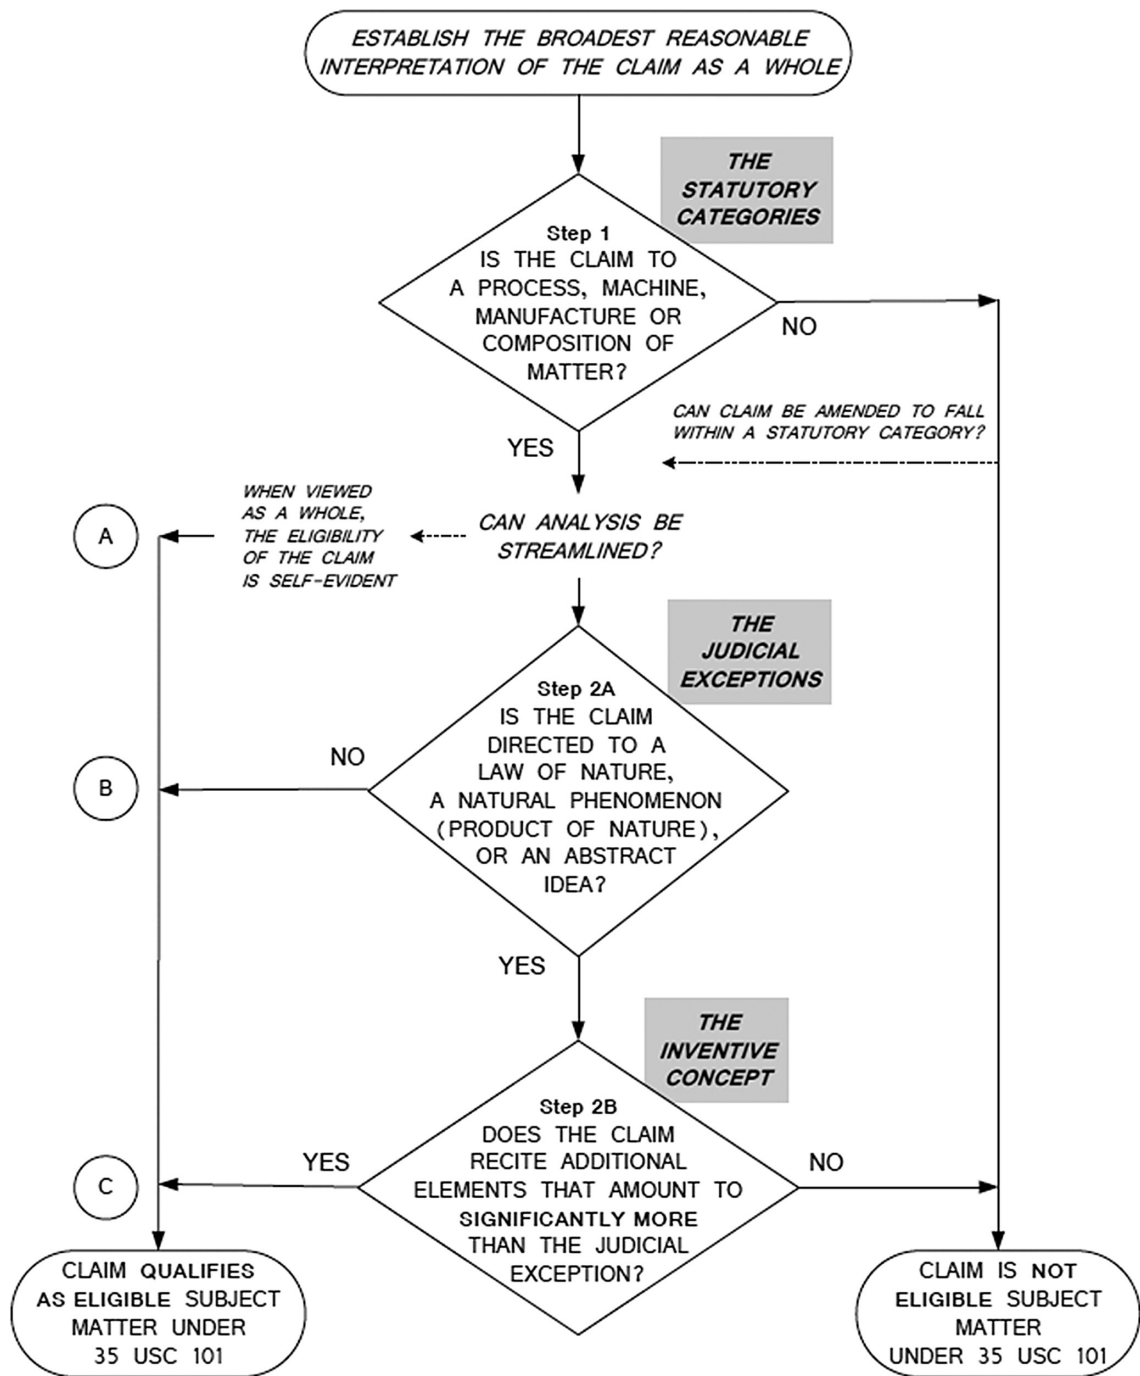 ESTABLISH THE BROADEST REASONABLE
INTERPRETATION OF THE CLAIM AS A WHOLE
THE
STATUTORY
CATEGORIES
Step 1
IS THE CLAIM TO
A PROCESS, MACHINE,
MANUFACTURE OR
COMPOSITION OF
MATTER?
NO
CAN CLAIM BE AMENDED TO FALL
WITHIN A STATUTORY CATEGORY?
YES
WHEN VIEWED
AS A WHOLE,
THE ELIGIBILITY
OF THE CLAIM
IS SELF-EVIDENT
A
CAN ANALYSIS BE
STREAMLINED?
THE
JUDICIAL
EXCEPTIONS
Step 2A
IS THE CLAIM
DIRECTED TO A
LAW OF NATURE,
A NATURAL PHENOMENON
(PRODUCT OF NATURE),
OR AN ABSTRACT
IDEA?
NO
B
YES
THE
INVENTIVE
CONCEPT
Step 2B
DOES THE CLAIM
RECITE ADDITIONAL
ELEMENTS THAT AMOUNT TO
SIGNIFICANTLY MORE
THAN THE JUDICIAL
EXCEPTION?
YES
NO
C
CLAIM QUALIFIES
AS ELIGIBLE SUBJECT
MATTER UNDER
35 USC 101
CLAIM IS NOT
ELIGIBLE SUBJECT
MATTER
UNDER 35 USC 101